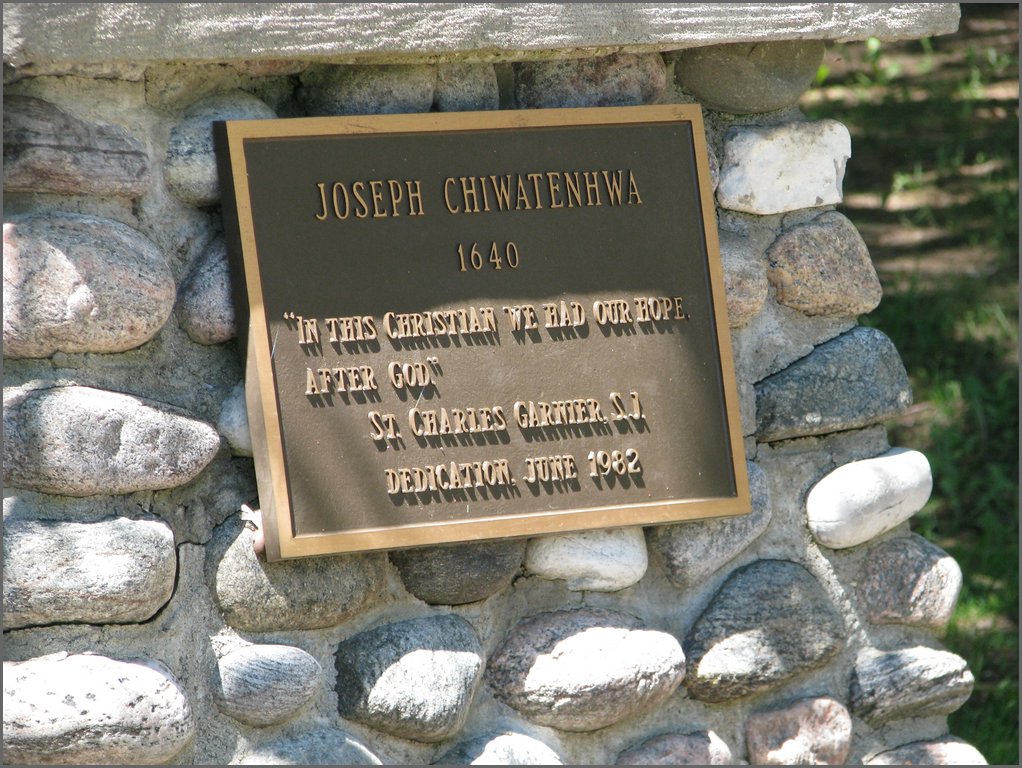 JOSEPH CHIWATENHWA
1640
"IN THIS CHRISTIAN WE HAD OUR HOPE,
AFTER GOD."
ST. CHARLES GARNIER, S.J.
DEDICATION, JUNE 1982